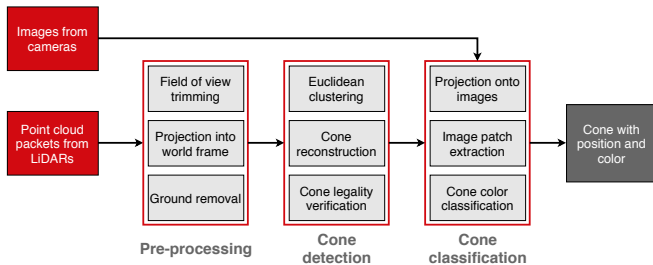 Images from
cameras
Point cloud
packets from
LiDARs
Field of view
trimming
Projection into
world frame
Ground removal
Pre-processing
Euclidean
clustering
Cone
reconstruction
Cone legality
verification
Cone
detection
Projection onto
images
Image patch
extraction
Cone color
classification
Cone
classification
Cone with
position and
color